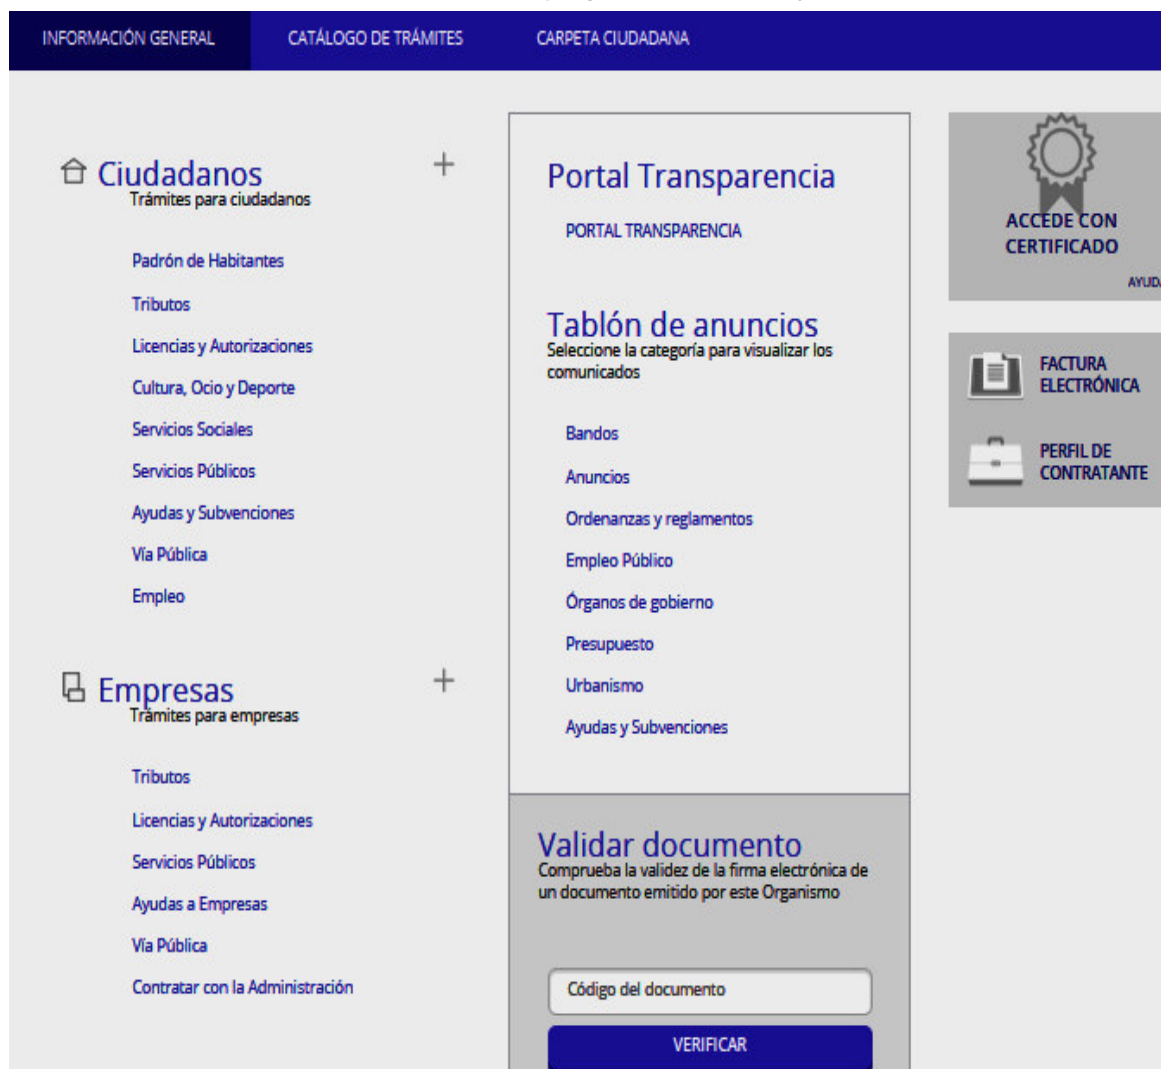 INFORMACIÓN GENERAL
CATÁLOGO DE TRÁMITES
CARPETA CIUDADANA
Ciudadanos
Trámites para ciudadanos
Padrón de Habitantes
Tributos
Licencias y Autorizaciones
Cultura, Ocio y Deporte
Servicios Sociales
Servicios Públicos
Ayudas y Subvenciones
Vía Pública
Empleo
Empresas
Trámites para empresas
Tributos
Licencias y Autorizaciones
Servicios Públicos
Ayudas a Empresas
Vía Pública
Contratar con la Administración
Portal Transparencia
PORTAL TRANSPARENCIA
Tablón de anuncios
Seleccione la categoría para visualizar los
comunicados
Bandos
Anuncios
Ordenanzas y reglamentos
Empleo Público
Órganos de gobierno
Presupuesto
Urbanismo
Ayudas y Subvenciones
Validar documento
Comprueba la validez de la firma electrónica de
un documento emitido por este Organismo
Código del documento
VERIFICAR
ACCEDE CON
CERTIFICADO
FACTURA
ELECTRÓNICA
PERFIL DE
CONTRATANTE